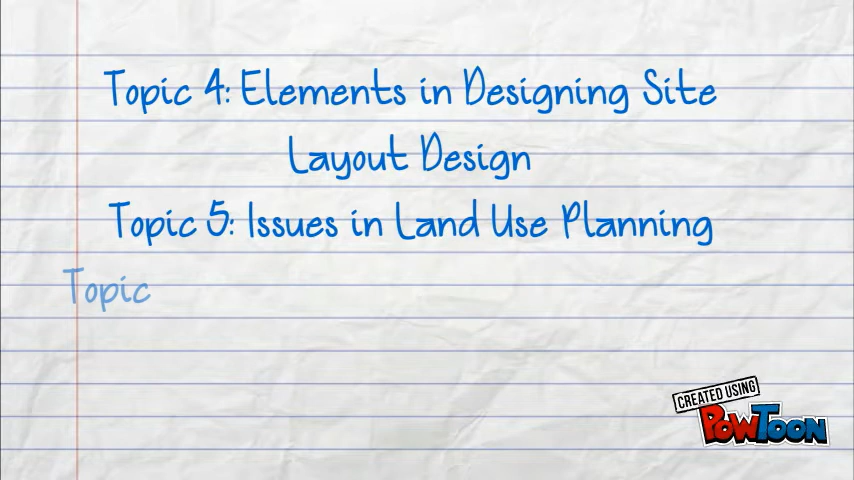 Topic 4: Elements in Designing Site
Layout Design
Topic 5: Issues in Land Use Planning
Topic
CREATED USING
POWTOON